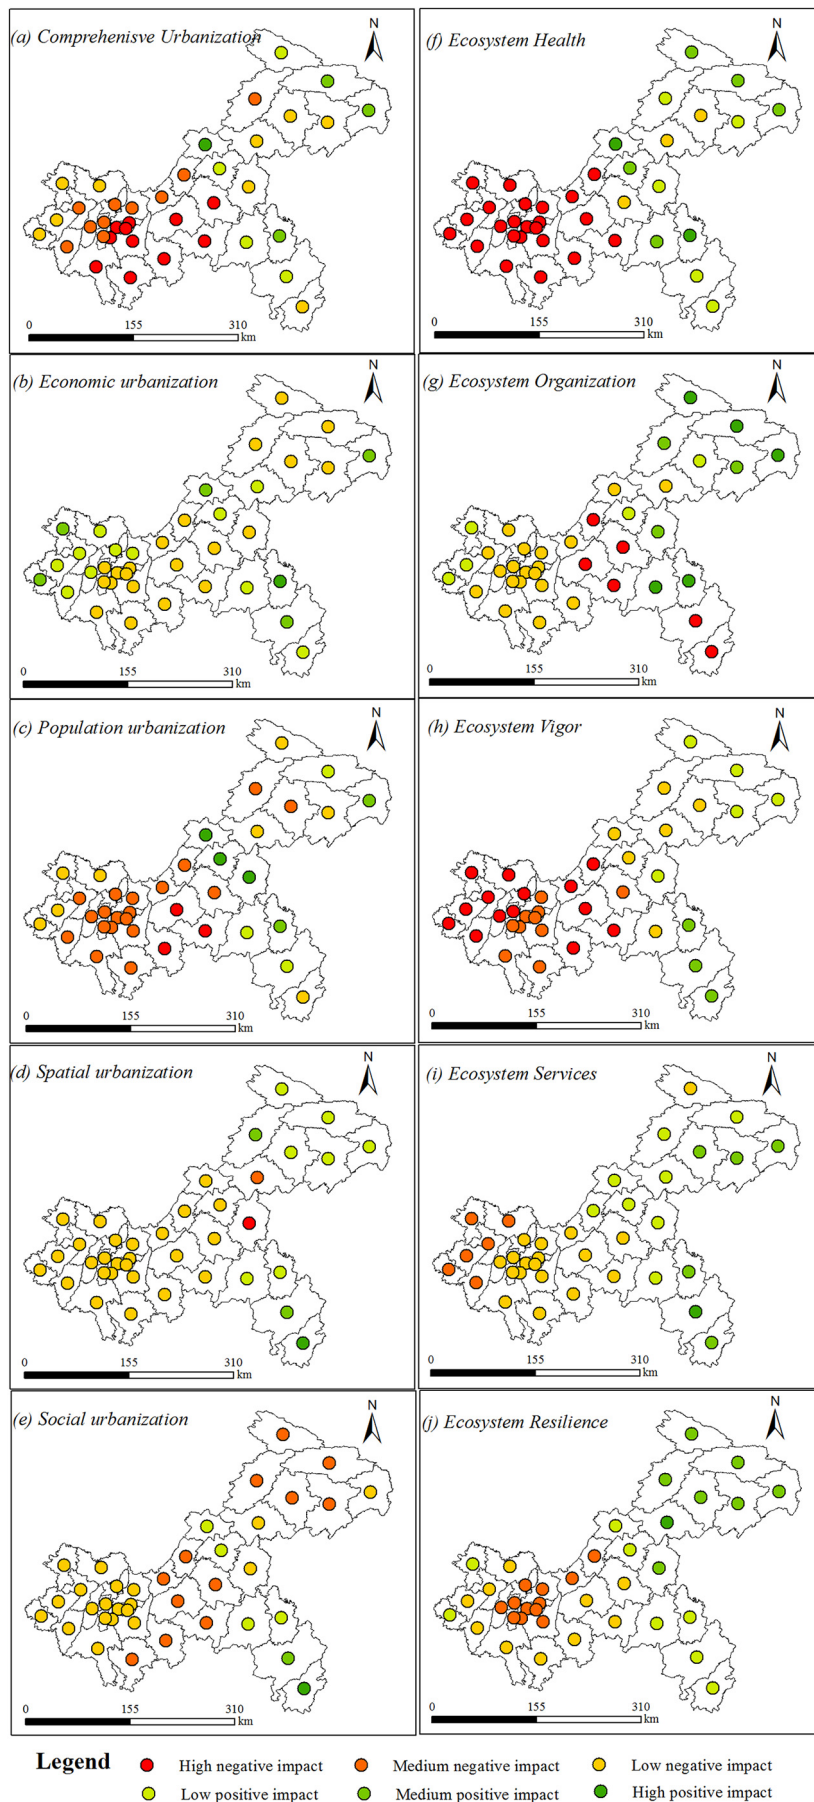 (a) Comprehenisve Urbanization
N
0 155 310
km
(f) Ecosystem Health
N
0 155 310
km
(b) Economic urbanization
N
0 155 310
km
(g) Ecosystem Organization
N
0 155 310
km
(c) Population urbanization
N
0 155 310
km
(h) Ecosystem Vigor
N
0 155 310
km
(d) Spatial urbanization
N
0 155 310
km
(i) Ecosystem Services
N
0 155 310
km
(e) Social urbanization
N
0 155 310
km
(j) Ecosystem Resilience
N
0 155 310
km
Legend
High negative impact Medium negative impact Low negative impact
Low positive impact Medium positive impact High positive impact